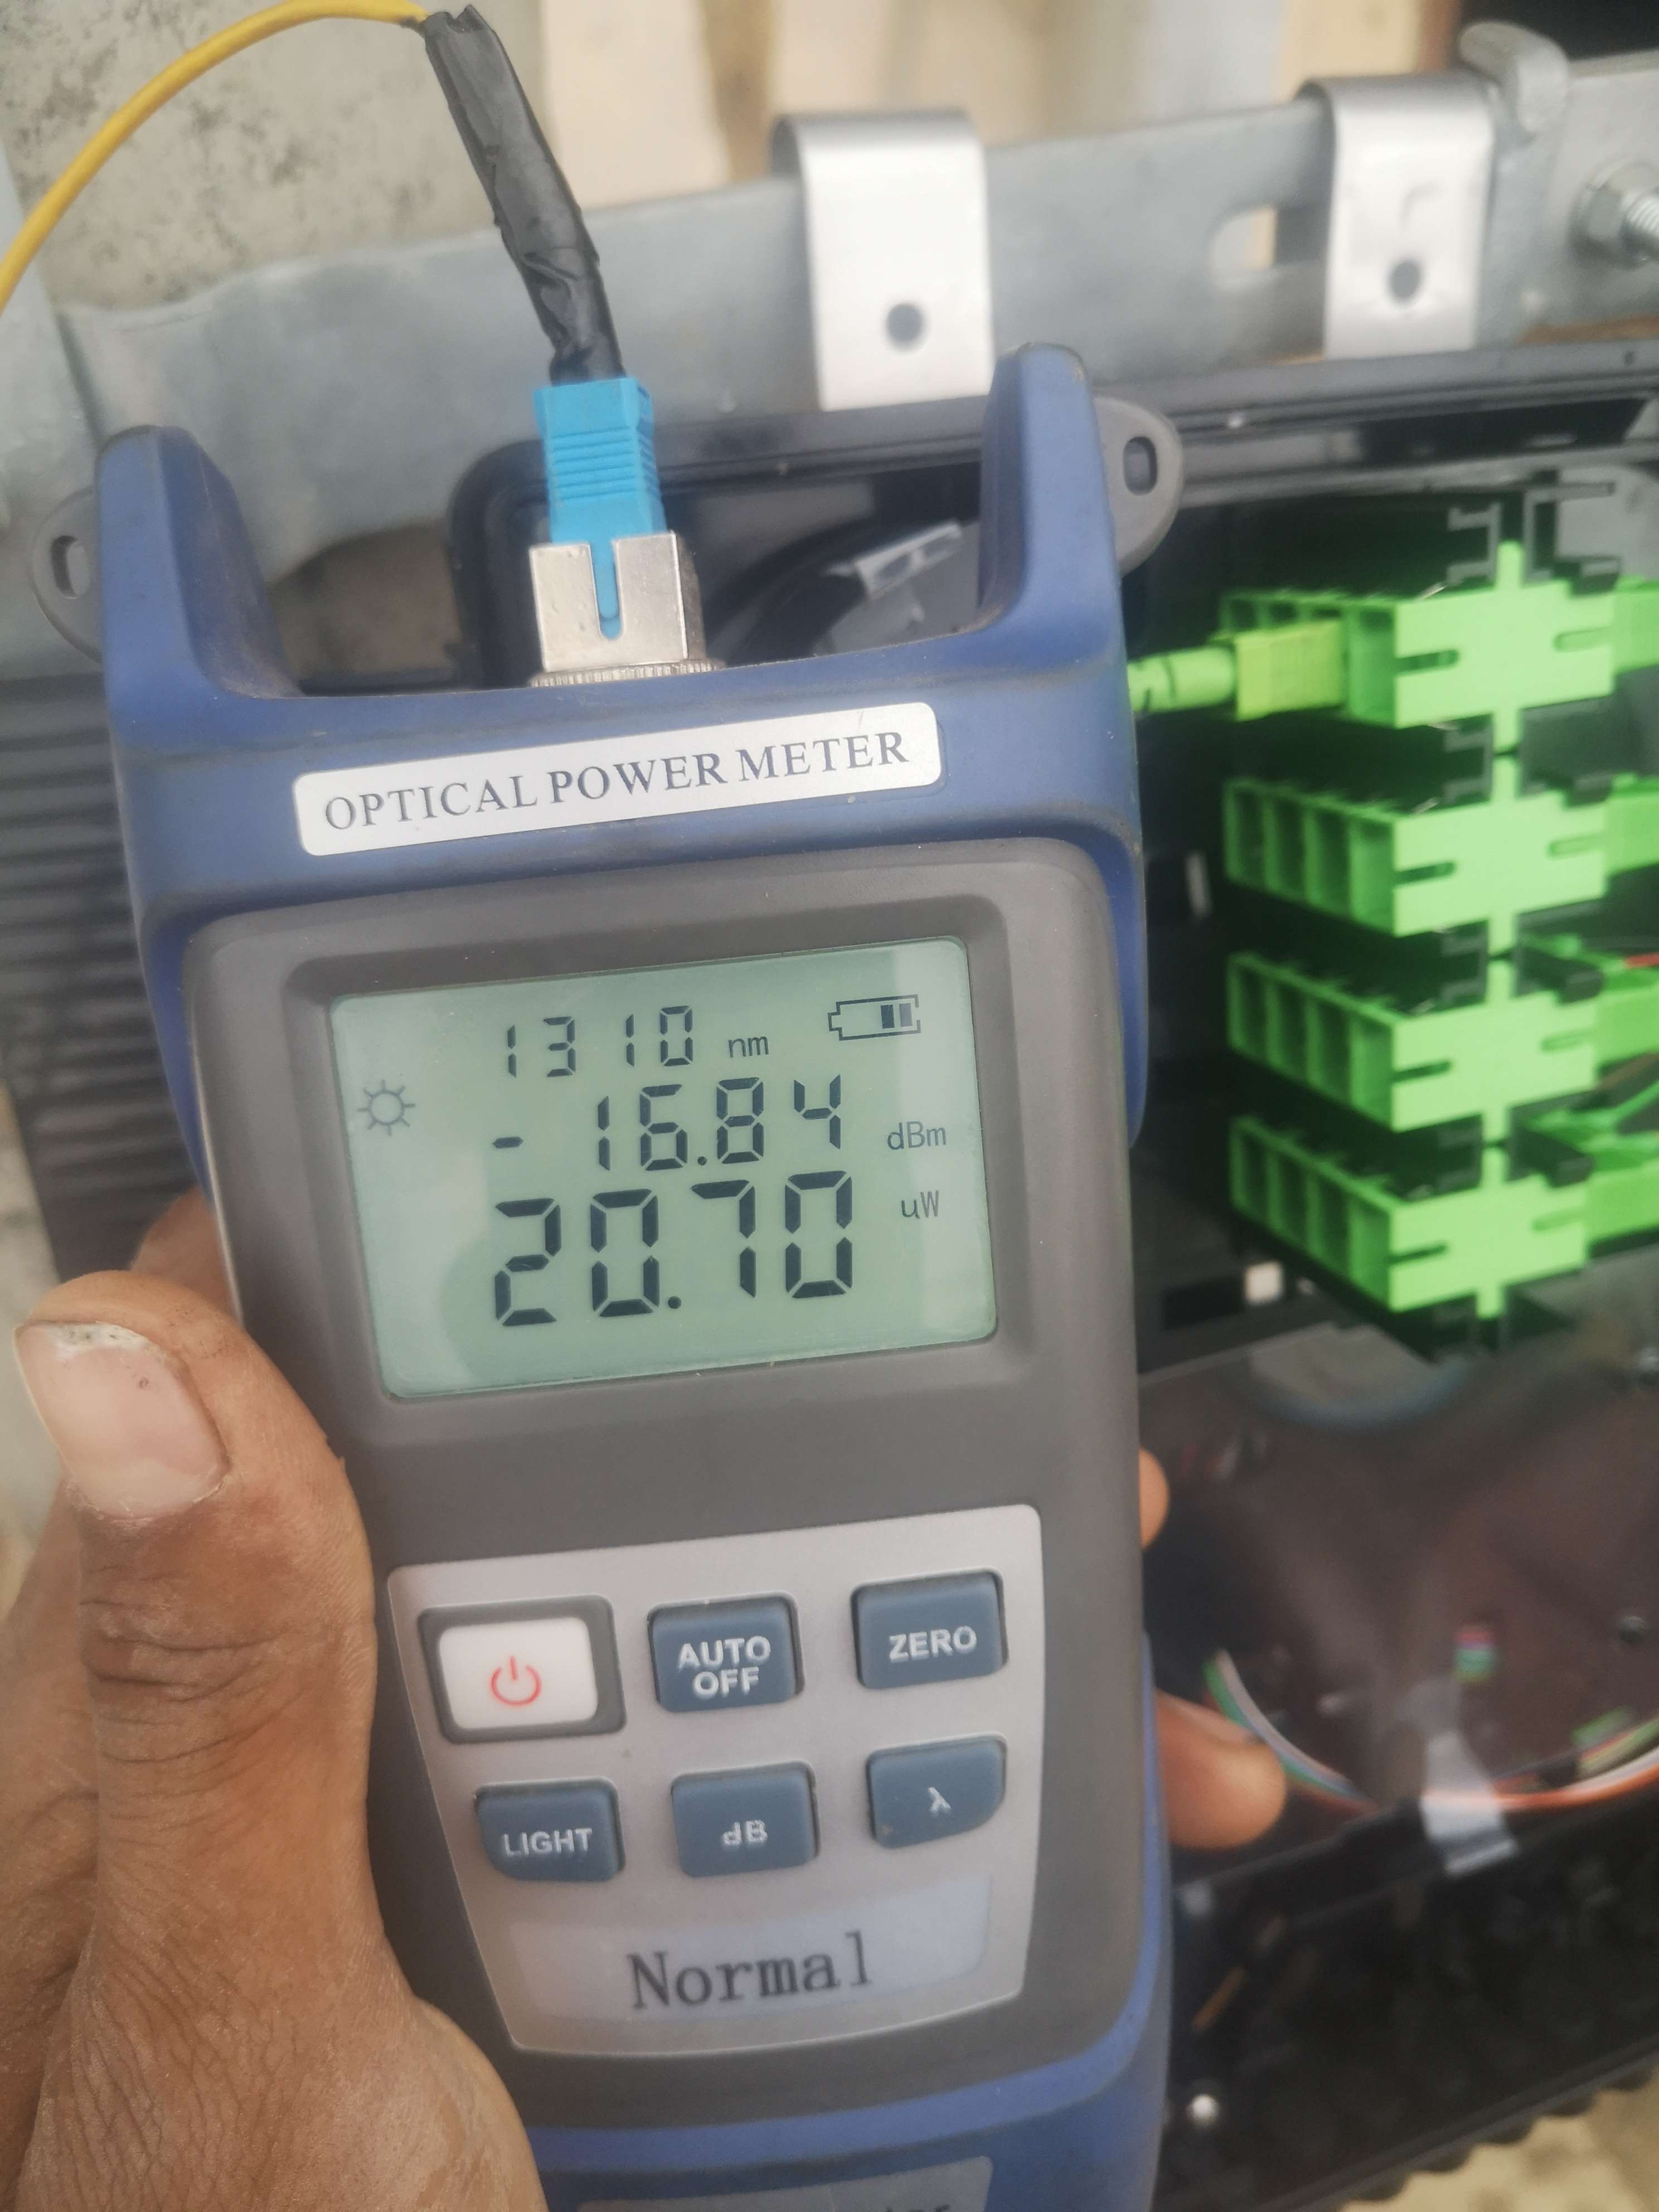 OPTICAL POWER METER
1310 nm
-16.84 dBm
20.70 uW
AUTO OFF
ZERO
LIGHT
dB
λ
Normal